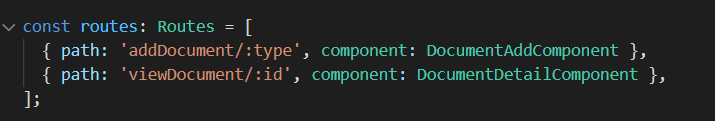 const routes: Routes = [
{ path: 'addDocument/:type', component: DocumentAddComponent },
{ path: 'viewDocument/:id', component: DocumentDetailComponent },
];